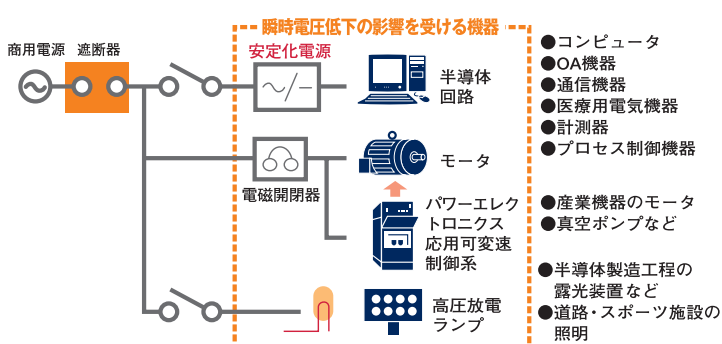 瞬時電圧低下の影響を受ける機器
商用電源
遮断器
安定化電源
半導体
回路
電磁開閉器
モータ
パワーエレク
トロニクス
応用可変速
制御系
高圧放電
ランプ
●コンピュータ
●OA機器
●通信機器
●医療用電気機器
●計測器
●プロセス制御機器
●産業機器のモータ
●真空ポンプなど
●半導体製造工程の
露光装置など
●道路・スポーツ施設の
照明